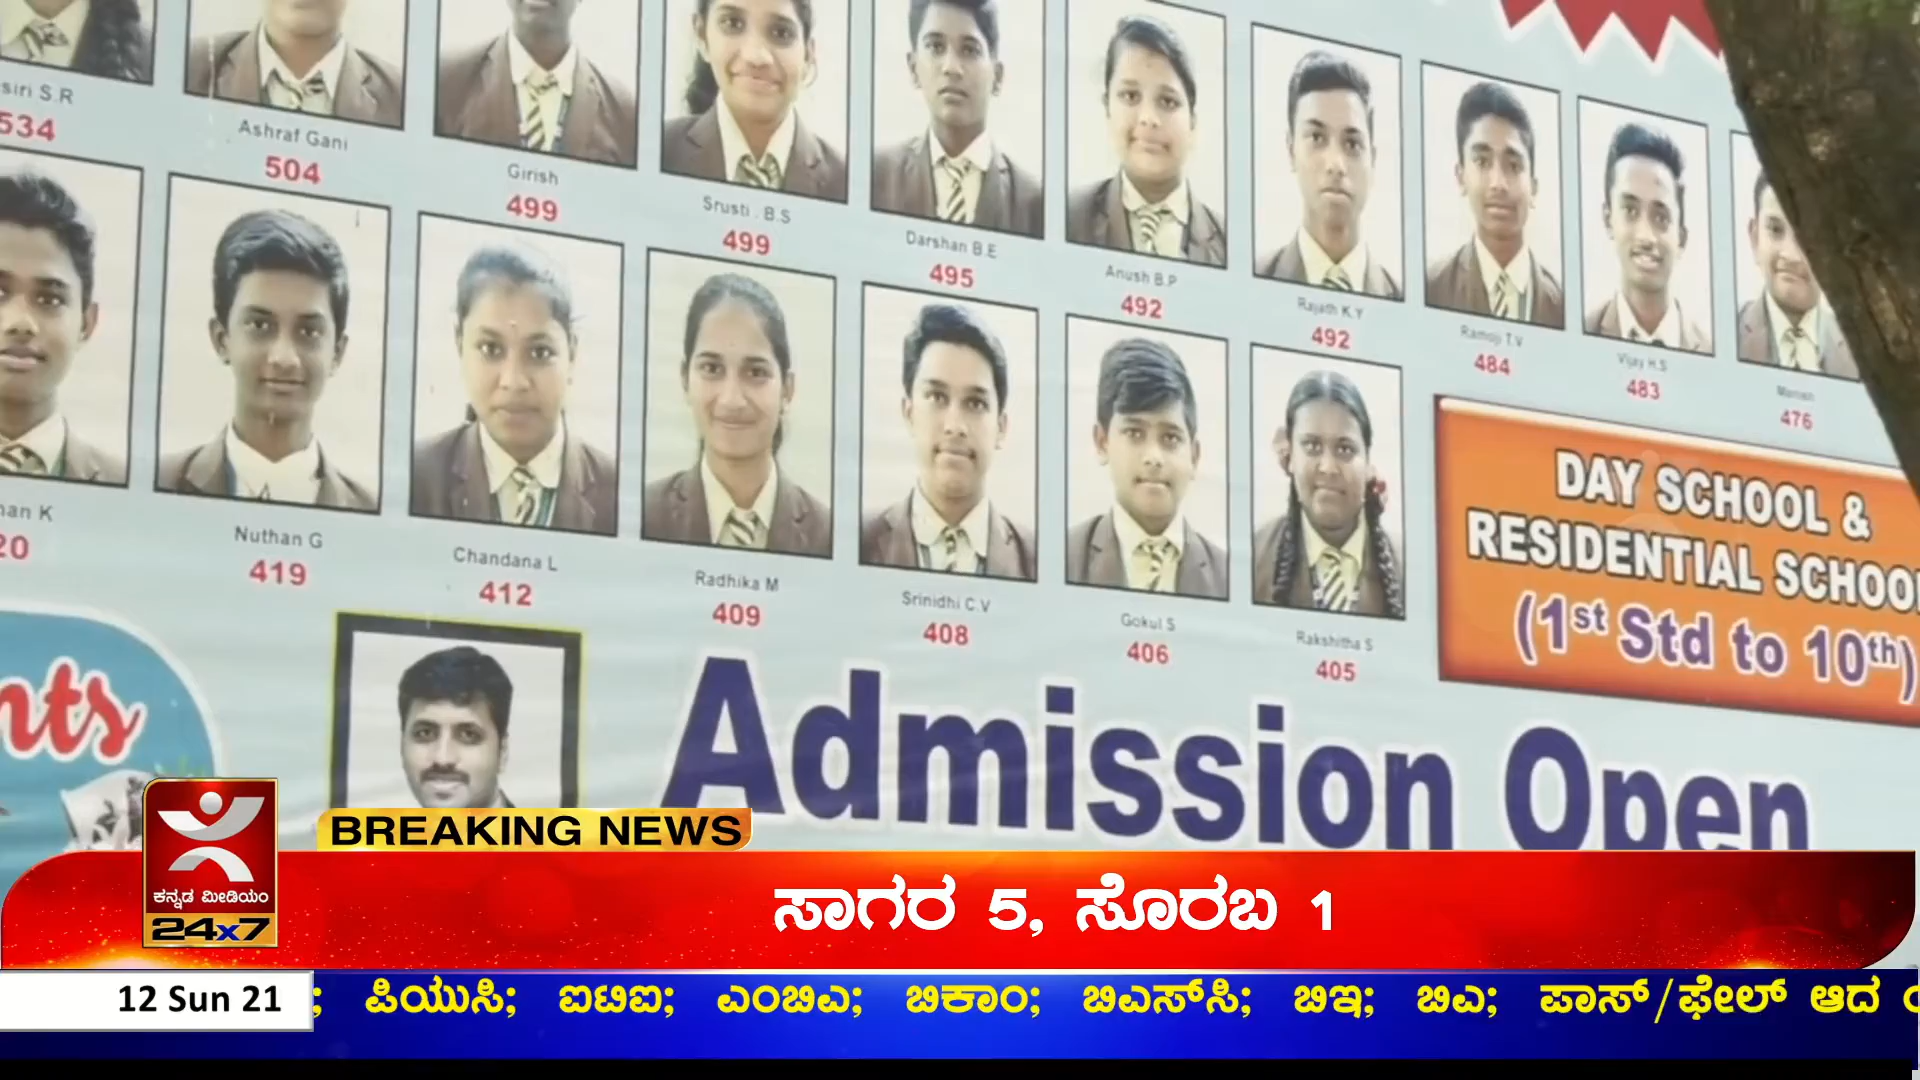 siri S.R
534
Ashraf Gani
504
Girish
499
Srusti . B.S
499
Darshan B.E
495
Anush B.P
492
Rajath K.Y
492
Ramoji T.V
484
Vijay H.S
483
476
an K
20
Nuthan G
419
Chandana L
412
Radhika M
409
Srinidhi C.V
408
Gokul S
406
Rakshitha S
405
DAY SCHOOL &
RESIDENTIAL SCHOO
(1st Std to 10th)
nts
Admission Open
BREAKING NEWS
ಕನ್ನಡ ಮೀಡಿಯಂ
24x7
ಸಾಗರ 5, ಸೊರಬ 1
12 Sun 21
; ಪಿಯುಸಿ; ಐಟಿಐ; ಎಂಬಿಎ; ಬಿಕಾಂ; ಬಿಎಸ್‌ಸಿ; ಬಿಇ; ಬಿಎ; ಪಾಸ್/ಫೇಲ್ ಆದ